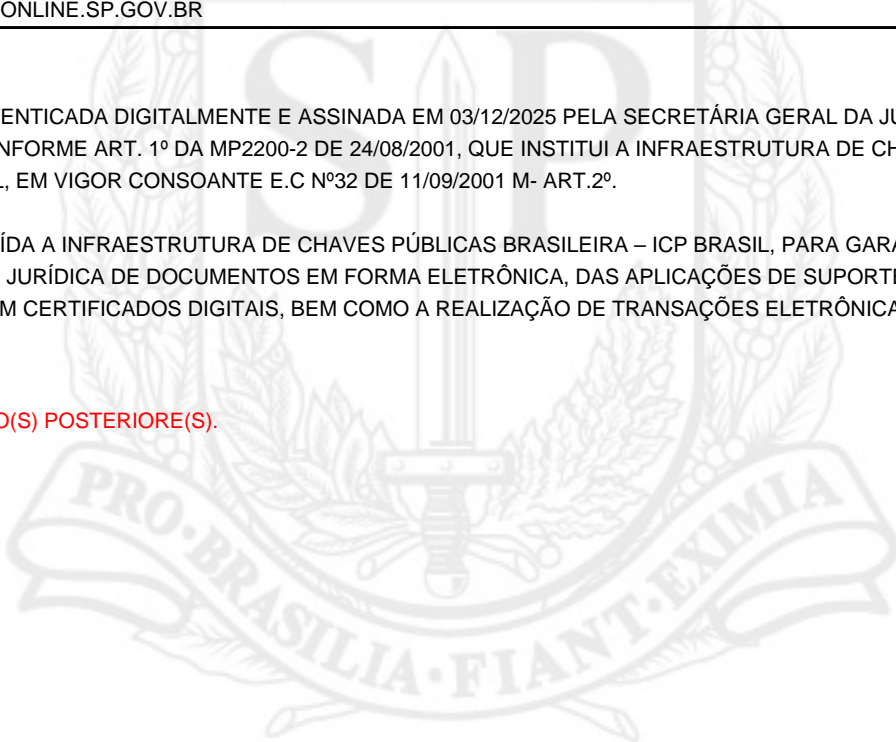 ONLINE.SP.GOV.BR
ENTICADA DIGITALMENTE E ASSINADA EM 03/12/2025 PELA SECRETÁRIA GERAL DA JU
NFORME ART. 1º DA MP2200-2 DE 24/08/2001, QUE INSTITUI A INFRAESTRUTURA DE CH
L, EM VIGOR CONSOANTE E.C Nº32 DE 11/09/2001 M- ART.2º.
ÍDA A INFRAESTRUTURA DE CHAVES PÚBLICAS BRASILEIRA – ICP BRASIL, PARA GARA
JURÍDICA DE DOCUMENTOS EM FORMA ELETRÔNICA, DAS APLICAÇÕES DE SUPORTE
M CERTIFICADOS DIGITAIS, BEM COMO A REALIZAÇÃO DE TRANSAÇÕES ELETRÔNICA
O(S) POSTERIORE(S).
SP
PRO·BRASILIA·FIANT·EXIMIA